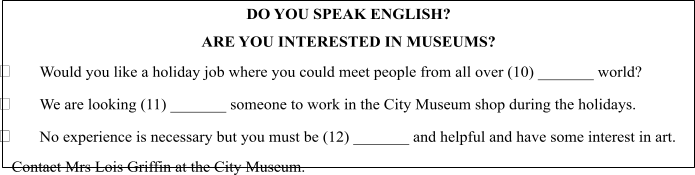 DO YOU SPEAK ENGLISH?
ARE YOU INTERESTED IN MUSEUMS?
Would you like a holiday job where you could meet people from all over (10) _______ world?
We are looking (11) _______ someone to work in the City Museum shop during the holidays.
No experience is necessary but you must be (12) _______ and helpful and have some interest in art.
Contact Mrs Lois Griffin at the City Museum.